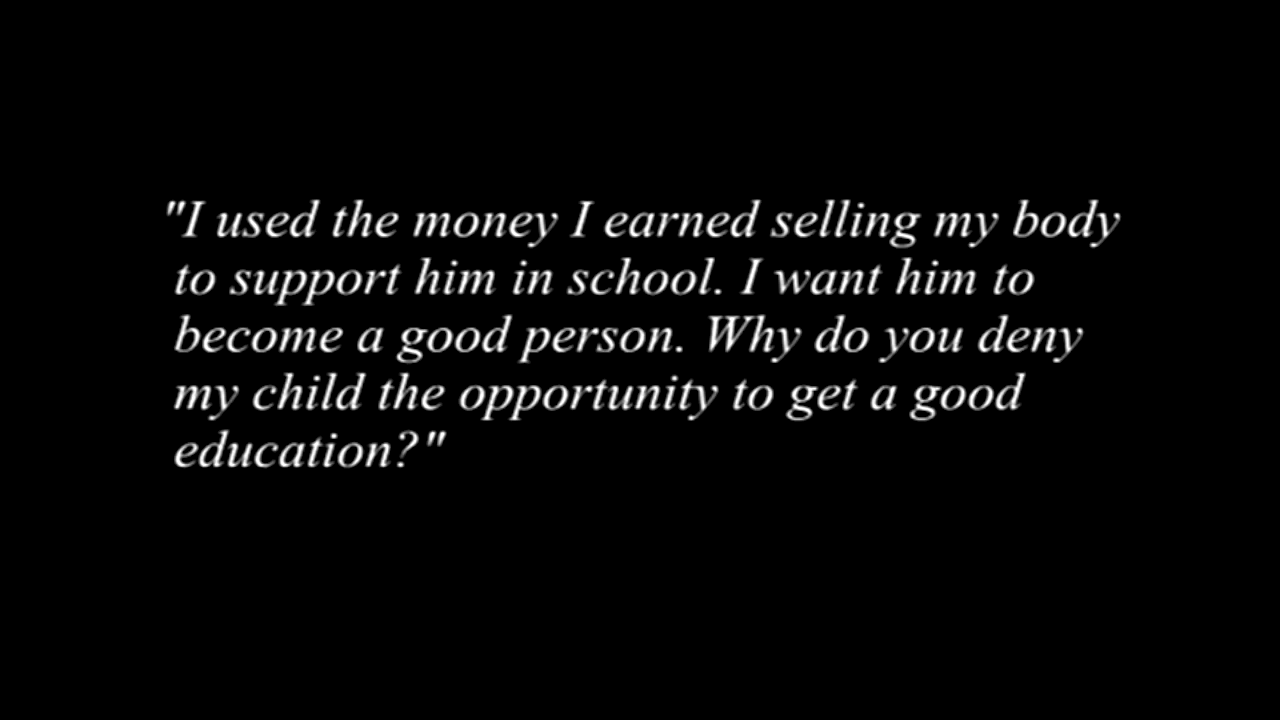 "I used the money I earned selling my body
to support him in school. I want him to
become a good person. Why do you deny
my child the opportunity to get a good
education?"